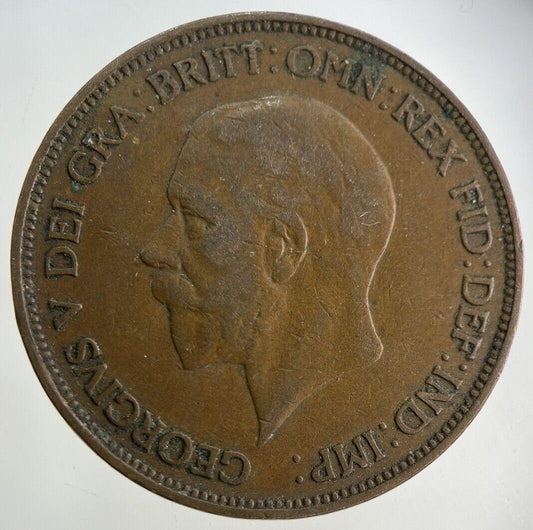 GEORGIVS V DEI GRA: BRITT: OMN: REX FID: DEF: IND: IMP: